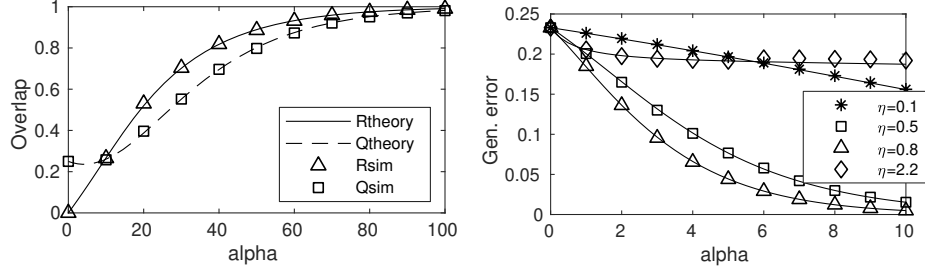 1
0.8
0.6
0.4
0.2
0
Overlap
0 20 40 60 80 100
alpha
Rtheory
Qtheory
Rsim
Qsim
0.25
0.20
0.15
0.1
0.05
0
Gen. error
0 2 4 6 8 10
alpha
η=0.1
η=0.5
η=0.8
η=2.2